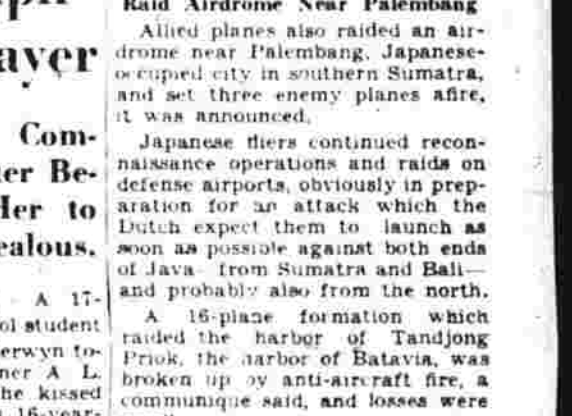 ayer
Com-
er Be-
Her to
ealous.
A 17-
ol student
erwyn to-
ner A L.
he kissed
16-year-
Raid Airdrome Near Palembang
Allied planes also raided an air-
drome near Palembang, Japanese-
occupied city in southern Sumatra,
and set three enemy planes afire,
it was announced.
Japanese fliers continued recon-
naissance operations and raids on
defense airports, obviously in prep-
aration for an attack which the
Dutch expect them to launch as
soon as possible against both ends
of Java—from Sumatra and Bali—
and probably also from the north.
A 16-plane formation which
raided the harbor of Tandjong
Priok, the harbor of Batavia, was
broken up by anti-aircraft fire, a
communique said, and losses were